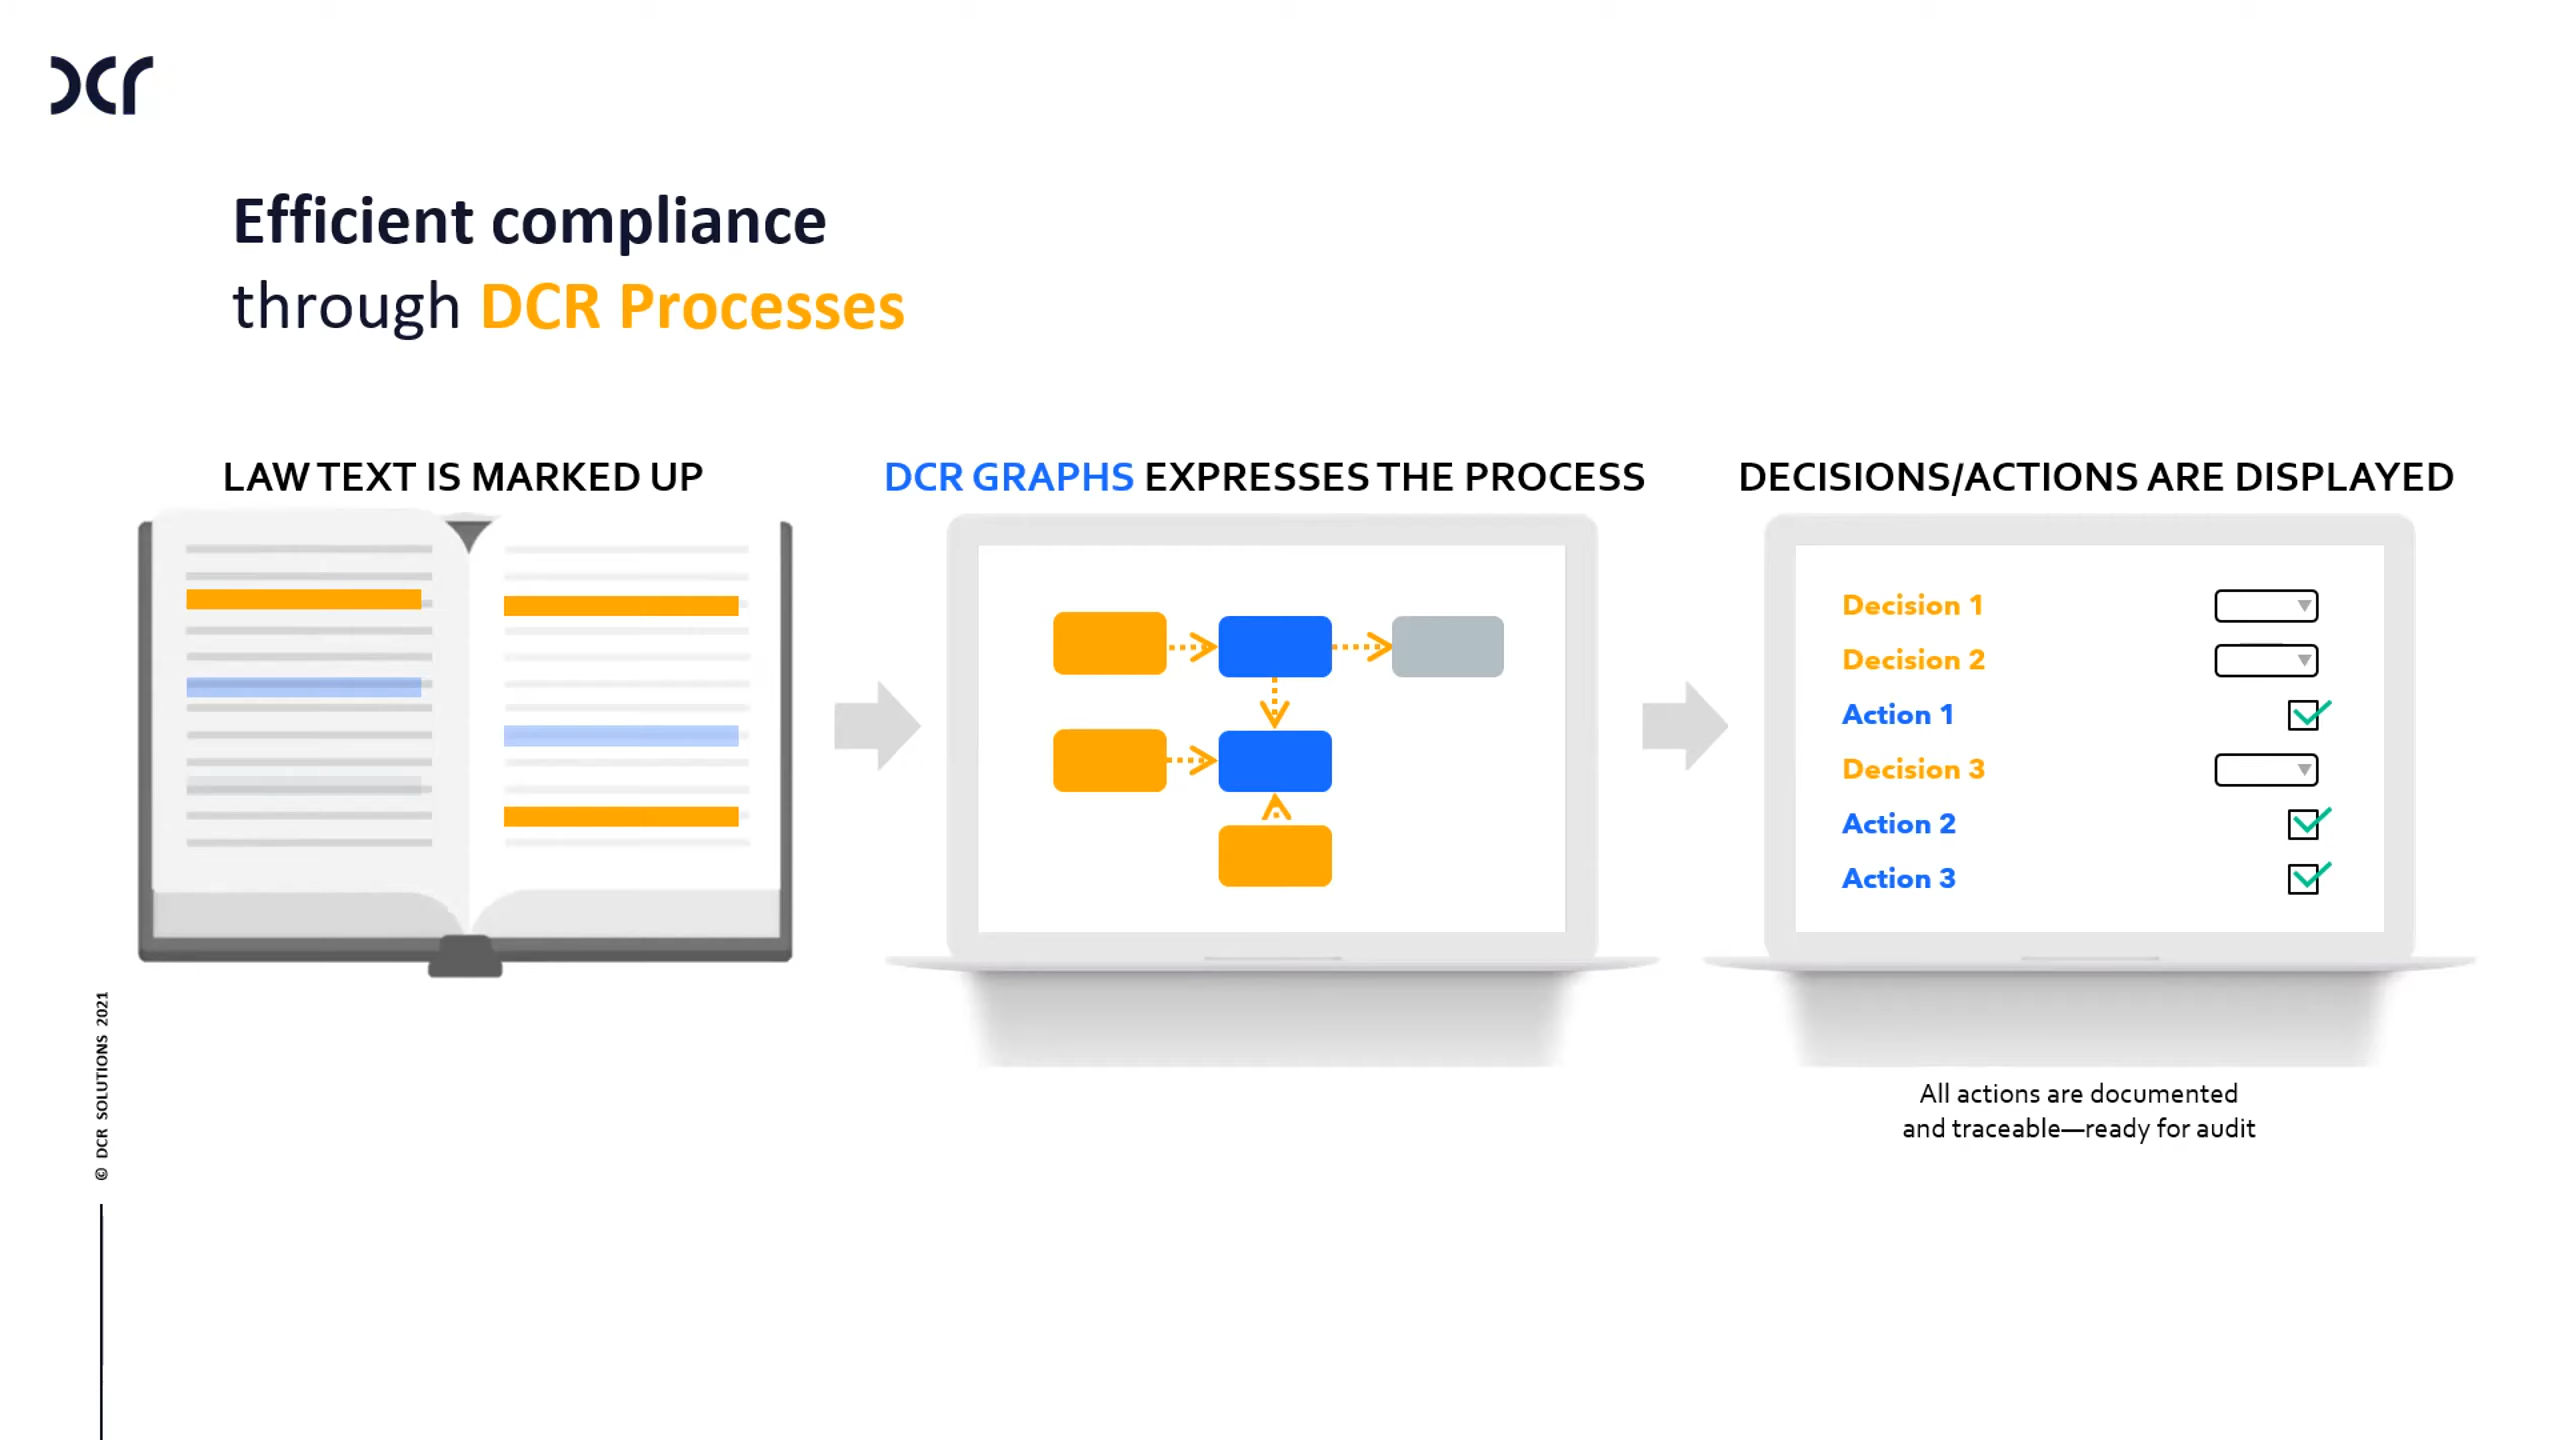 DCR
Efficient compliance
through DCR Processes
LAW TEXT IS MARKED UP
DCR GRAPHS EXPRESSES THE PROCESS
DECISIONS/ACTIONS ARE DISPLAYED
Decision 1
Decision 2
Action 1
Decision 3
Action 2
Action 3
All actions are documented
and traceable—ready for audit
© DCR SOLUTIONS 2021